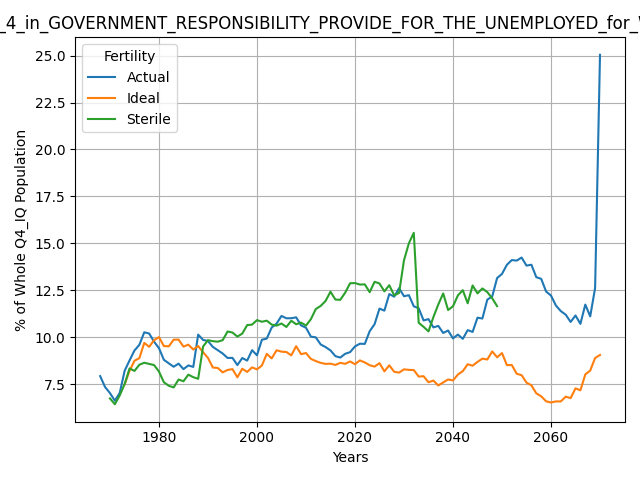 _4_in_GOVERNMENT_RESPONSIBILITY_PROVIDE_FOR_THE_UNEMPLOYED_for_
Fertility
Actual
Ideal
Sterile
% of Whole Q4_IQ Population
25.0
22.5
20.0
17.5
15.0
12.5
10.0
7.5
1980
2000
2020
2040
2060
Years